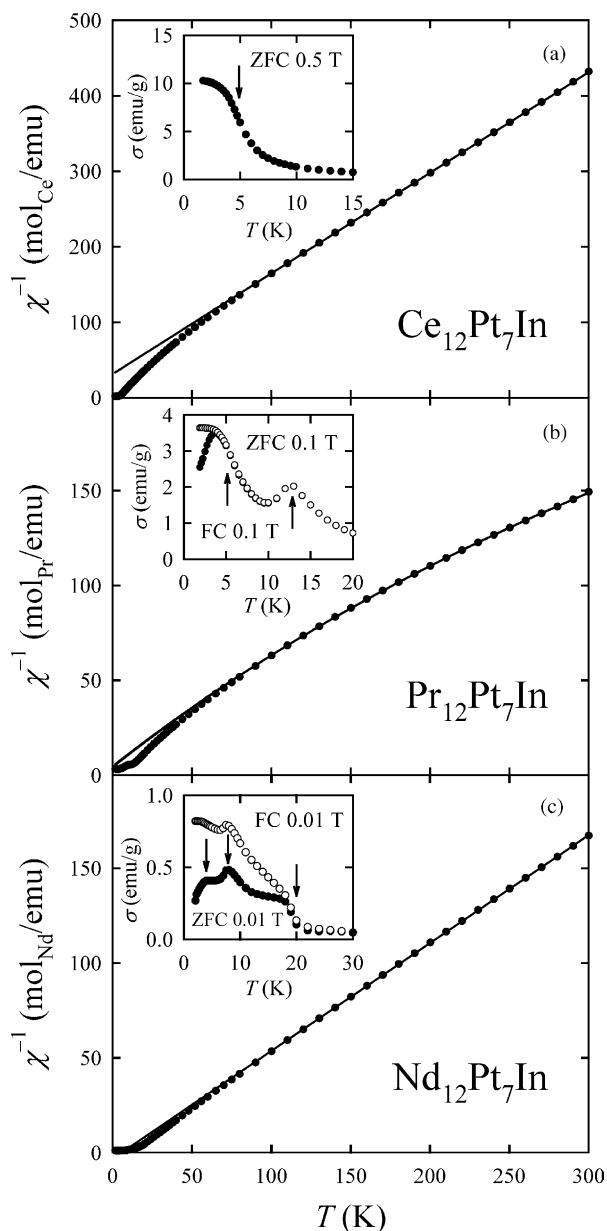 500
400
300
200
100
0
χ⁻¹ (mol_Ce/emu)
(a)
ZFC 0.5 T
15
10
5
0
σ (emu/g)
0 5 10 15
T (K)
Ce₁₂Pt₇In
150
100
50
0
χ⁻¹ (mol_Pr/emu)
(b)
ZFC 0.1 T
FC 0.1 T
4
3
2
1
0
σ (emu/g)
0 5 10 15 20
T (K)
Pr₁₂Pt₇In
150
100
50
0
χ⁻¹ (mol_Nd/emu)
(c)
FC 0.01 T
ZFC 0.01 T
1.0
0.5
0.0
σ (emu/g)
0 10 20 30
T (K)
Nd₁₂Pt₇In
0 50 100 150 200 250 300
T (K)